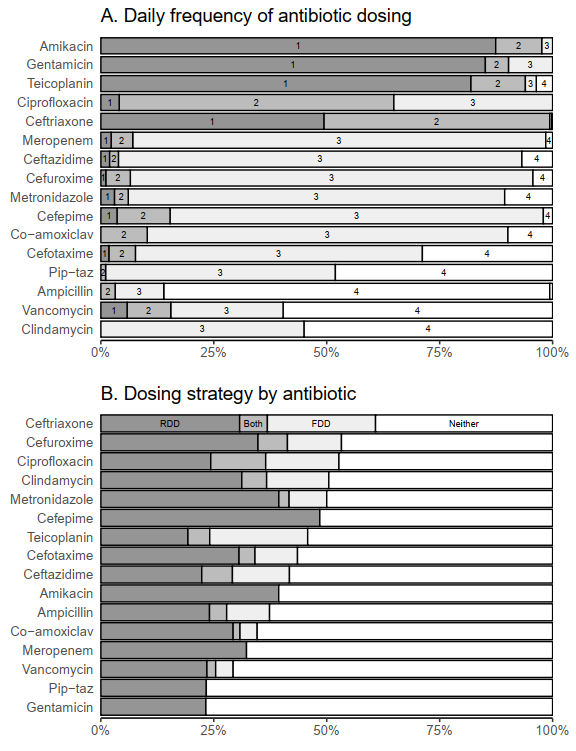 A. Daily frequency of antibiotic dosing
Amikacin 1 2 3
Gentamicin 1 2 3
Teicoplanin 1 2 3 4
Ciprofloxacin 1 2 3
Ceftriaxone 1 2
Meropenem 1 2 3 4
Ceftazidime 1 2 3 4
Cefuroxime 1 2 3 4
Metronidazole 1 2 3 4
Cefepime 1 2 3 4
Co−amoxiclav 2 3 4
Cefotaxime 1 2 3 4
Pip−taz 2 3 4
Ampicillin 2 3 4
Vancomycin 1 2 3 4
Clindamycin 3 4
0% 25% 50% 75% 100%
B. Dosing strategy by antibiotic
Ceftriaxone RDD Both FDD Neither
Cefuroxime
Ciprofloxacin
Clindamycin
Metronidazole
Cefepime
Teicoplanin
Cefotaxime
Ceftazidime
Amikacin
Ampicillin
Co−amoxiclav
Meropenem
Vancomycin
Pip−taz
Gentamicin
0% 25% 50% 75% 100%